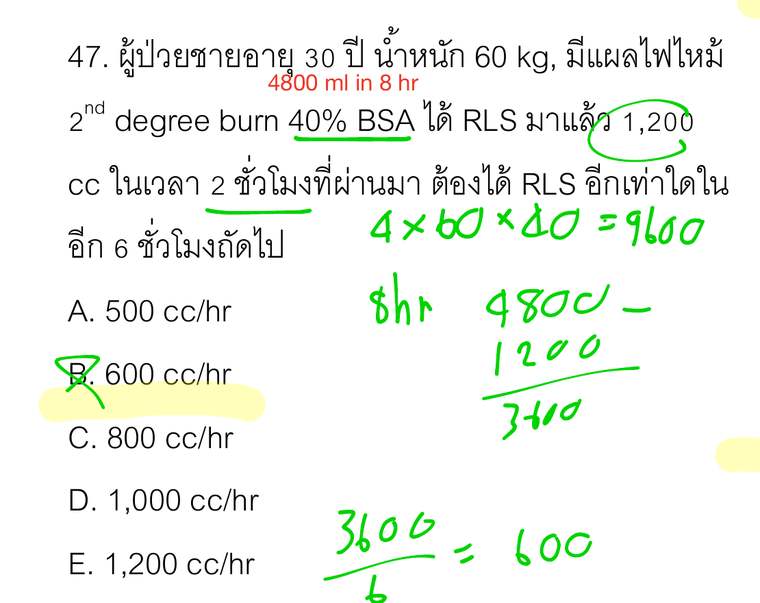 47. ผู้ป่วยชายอายุ 30 ปี น้ำหนัก 60 kg, มีแผลไฟไหม้
4800 ml in 8 hr
2nd degree burn 40% BSA ได้ RLS มาแล้ว 1,200
cc ในเวลา 2 ชั่วโมงที่ผ่านมา ต้องได้ RLS อีกเท่าใดใน
4 × 60 × 40 = 9600
อีก 6 ชั่วโมงถัดไป
A. 500 cc/hr
8hr 4800 -
1200
B. 600 cc/hr
3600
C. 800 cc/hr
D. 1,000 cc/hr
3600
= 600
6
E. 1,200 cc/hr